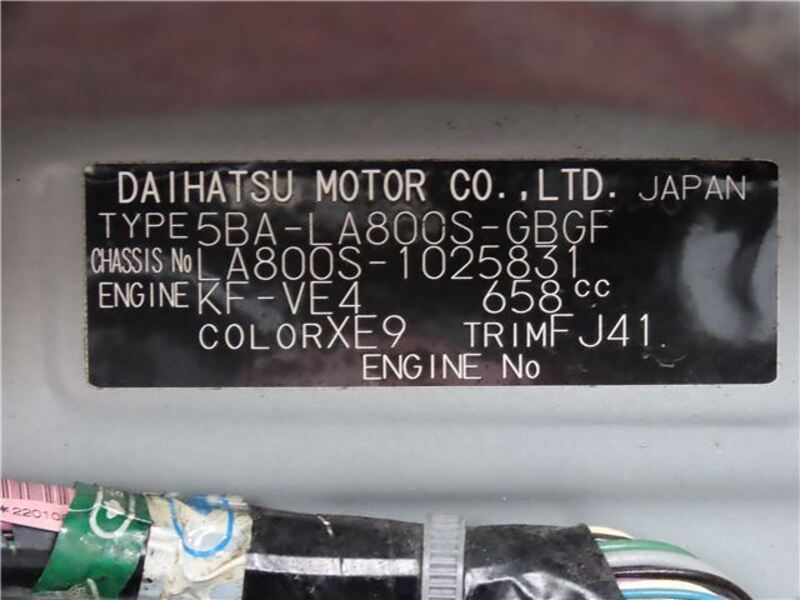 DAIHATSU MOTOR CO.,LTD. JAPAN
TYPE 5BA-LA800S-GBGF
CHASSIS No LA800S-1025831
ENGINE KF-VE4 658 cc
COLOR XE9 TRIM FJ41.
ENGINE No